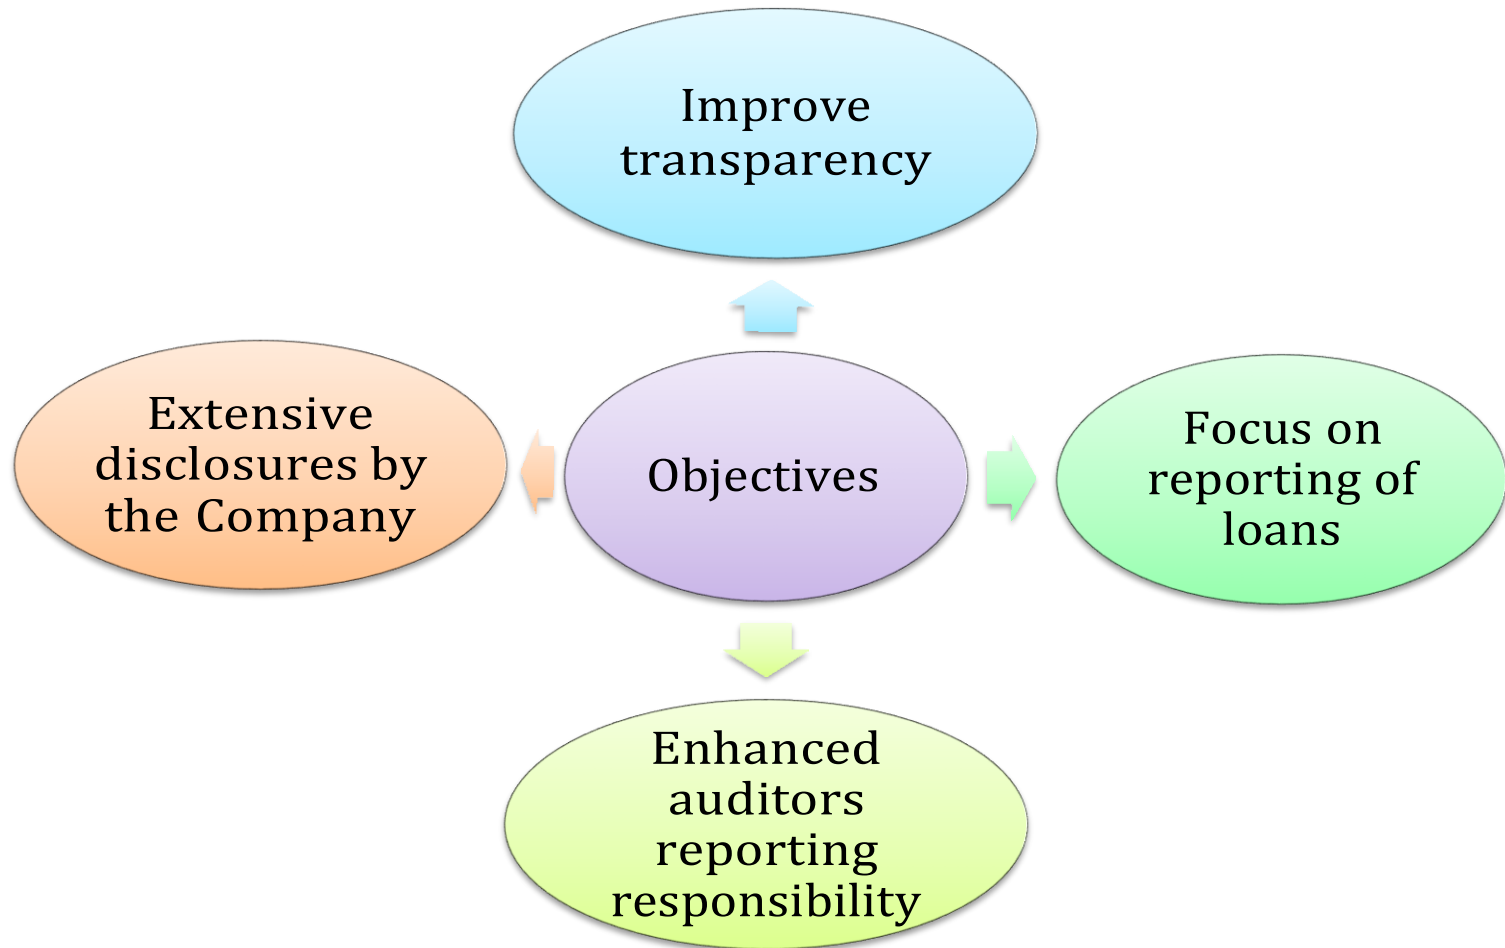 Improve
transparency
Extensive
disclosures by
the Company
Objectives
Focus on
reporting of
loans
Enhanced
auditors
reporting
responsibility